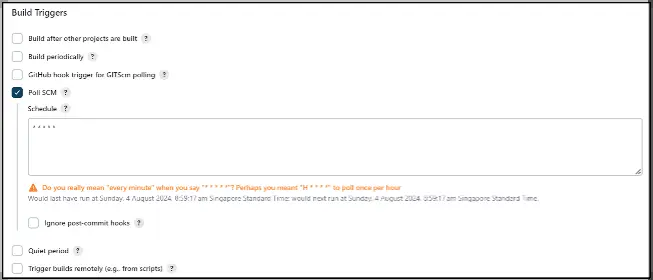 Build Triggers
Build after other projects are built ?
Build periodically ?
GitHub hook trigger for GITScm polling ?
Poll SCM ?
Schedule ?
* * * * *
Do you really mean "every minute" when you say "* * * * *"? Perhaps you meant "H * * * *" to poll once per hour
Would last have run at Sunday, 4 August 2024, 8:59:17 am Singapore Standard Time; would next run at Sunday, 4 August 2024, 8:59:17 am Singapore Standard Time.
Ignore post-commit hooks ?
Quiet period ?
Trigger builds remotely (e.g., from scripts) ?